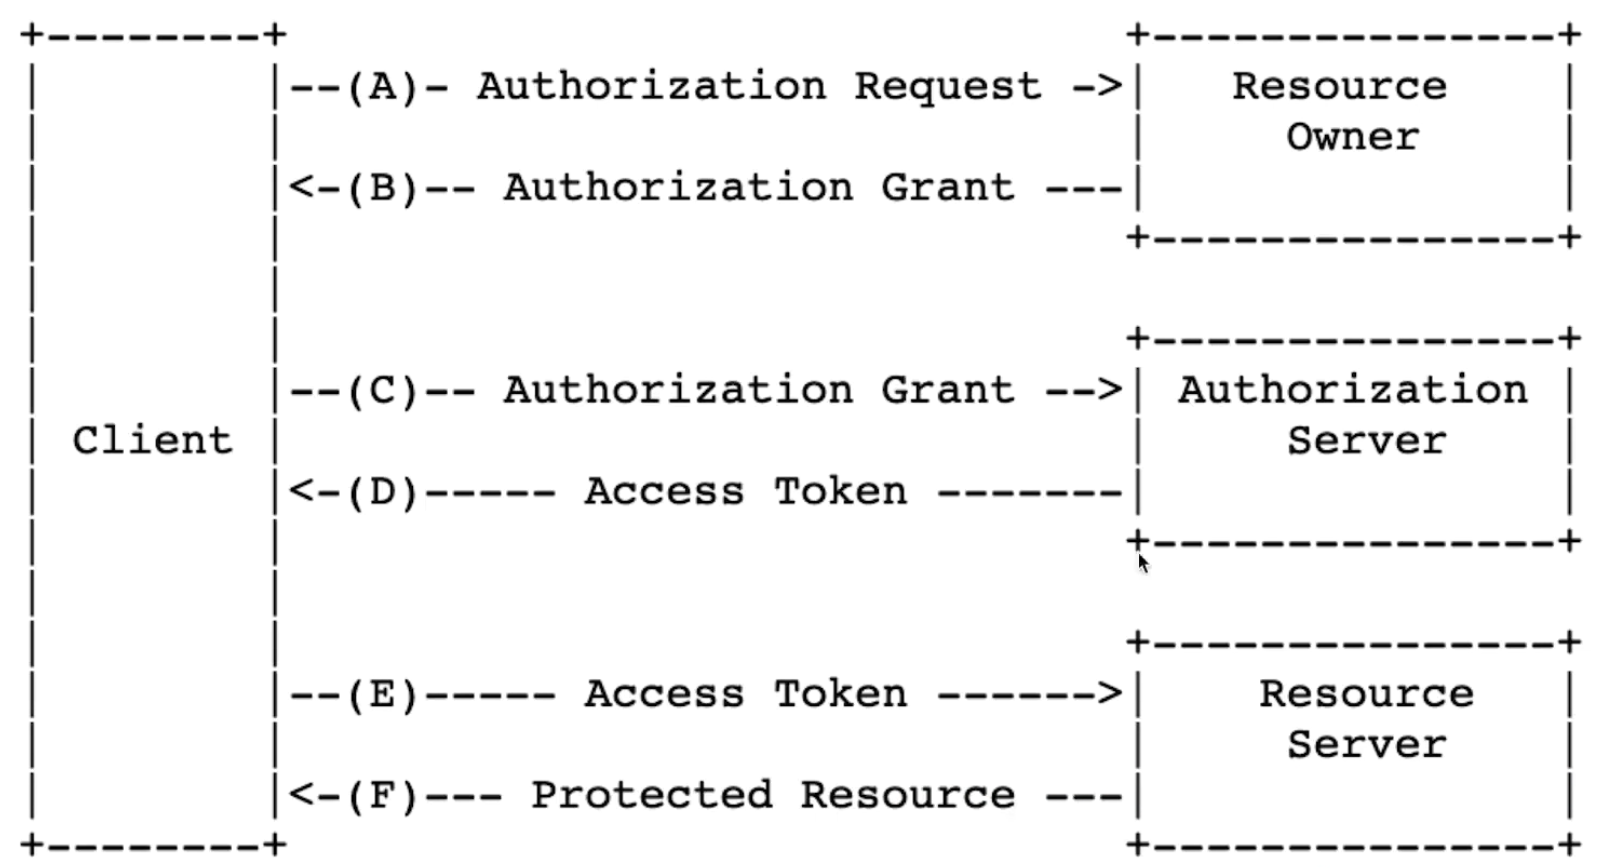 +--------+                               +---------------+
|        |--(A)- Authorization Request ->|   Resource    |
|        |                               |     Owner     |
|        |<-(B)-- Authorization Grant ---|               |
|        |                               +---------------+
|        |
|        |                               +---------------+
|        |--(C)-- Authorization Grant -->| Authorization |
| Client |                               |     Server    |
|        |<-(D)----- Access Token -------|               |
|        |                               +---------------+
|        |
|        |                               +---------------+
|        |--(E)----- Access Token ------>|    Resource   |
|        |                               |     Server    |
|        |<-(F)--- Protected Resource ---|               |
+--------+                               +---------------+